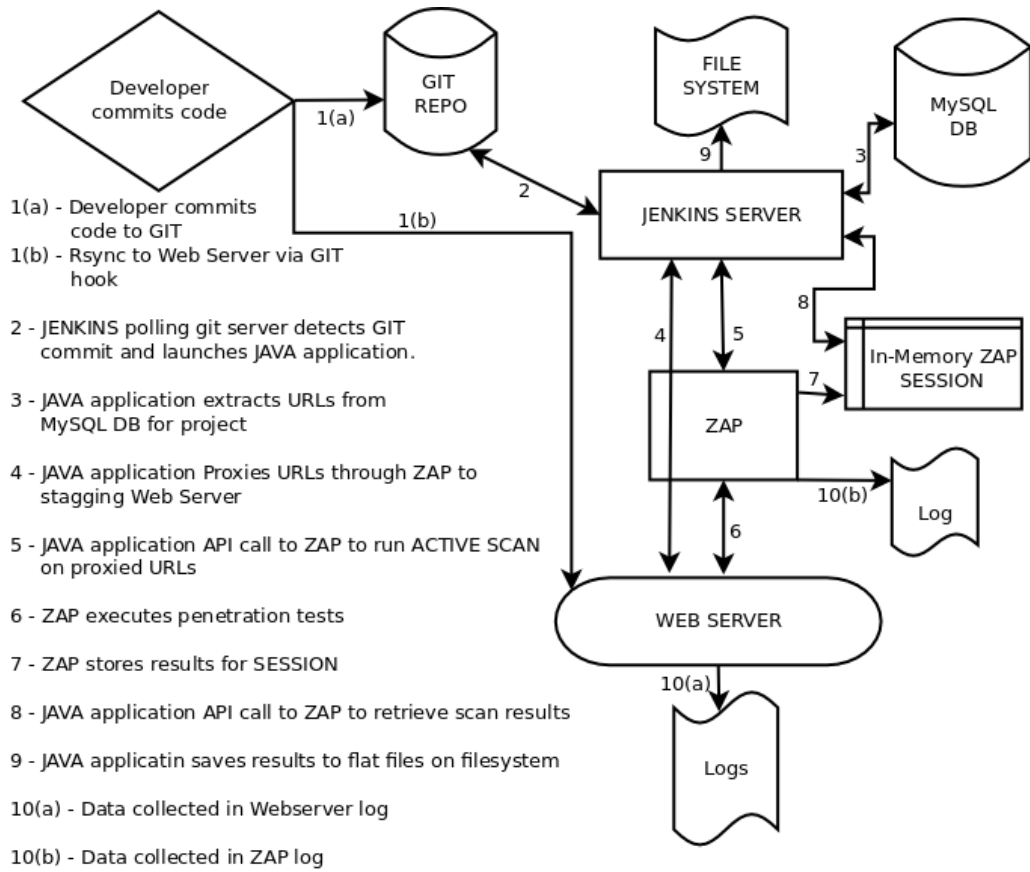 Developer
commits code
1(a)
GIT
REPO
FILE
SYSTEM
MySQL
DB
9
3
2
JENKINS SERVER
1(b)
8
4
5
In-Memory ZAP
SESSION
7
ZAP
10(b)
Log
6
WEB SERVER
10(a)
Logs
1(a) - Developer commits
code to GIT
1(b) - Rsync to Web Server via GIT
hook
2 - JENKINS polling git server detects GIT
commit and launches JAVA application.
3 - JAVA application extracts URLs from
MySQL DB for project
4 - JAVA application Proxies URLs through ZAP to
stagging Web Server
5 - JAVA application API call to ZAP to run ACTIVE SCAN
on proxied URLs
6 - ZAP executes penetration tests
7 - ZAP stores results for SESSION
8 - JAVA application API call to ZAP to retrieve scan results
9 - JAVA applicatin saves results to flat files on filesystem
10(a) - Data collected in Webserver log
10(b) - Data collected in ZAP log